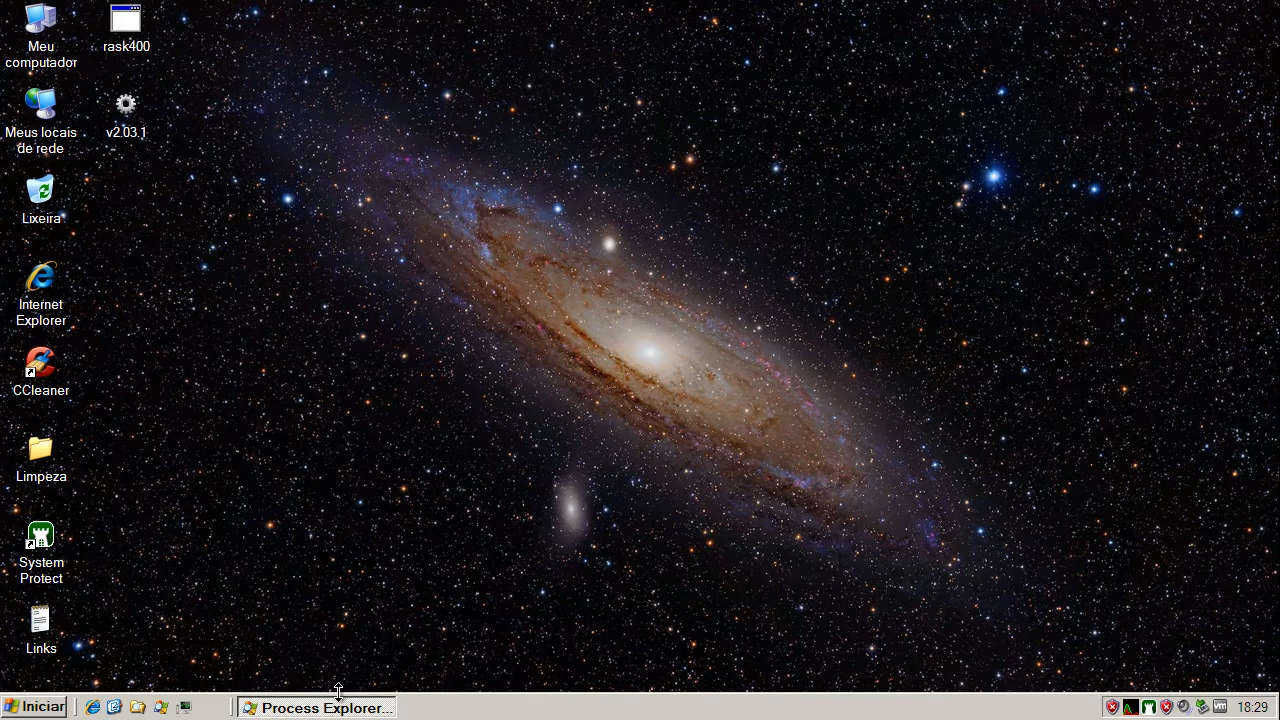 Meu
computador
rask400
Meus locais
de rede
v2.03.1
Lixeira
Internet
Explorer
CCleaner
Limpeza
System
Protect
Links
Iniciar
Process Explorer...
vm
18:29